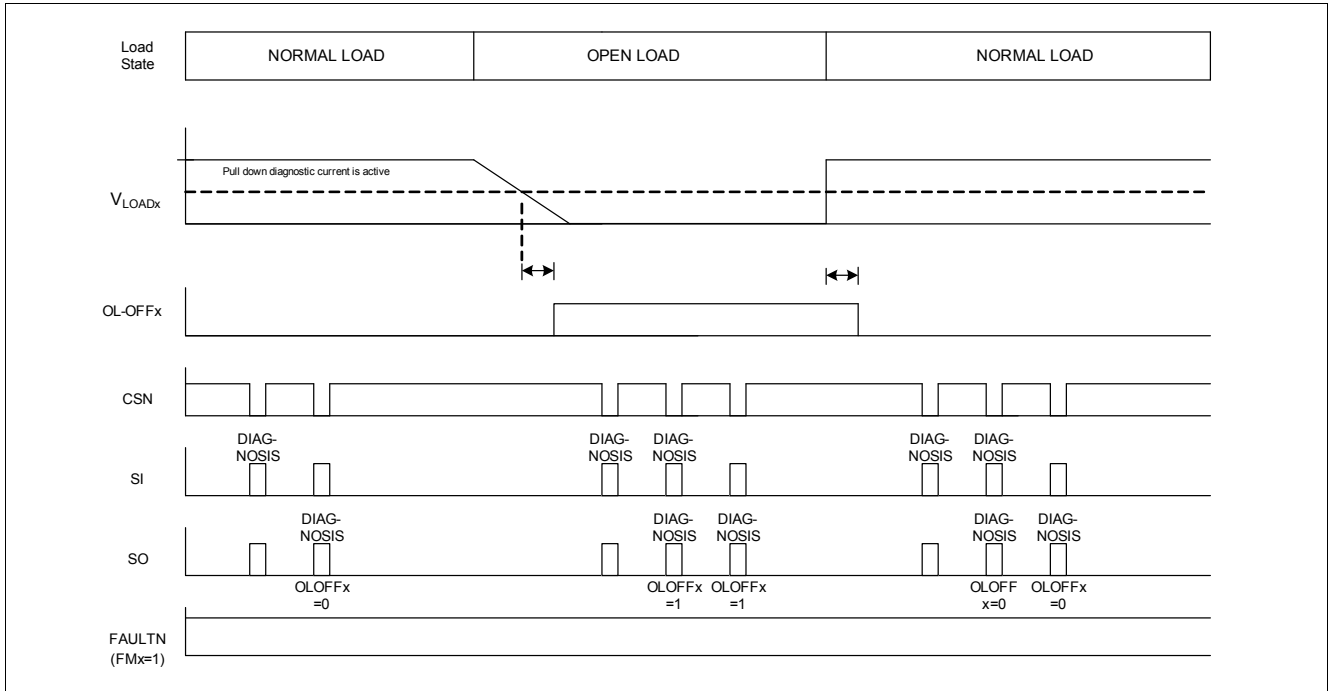 Load
State
NORMAL LOAD
OPEN LOAD
NORMAL LOAD
Pull down diagnostic current is active
VLOADx
OL-OFFx
CSN
DIAG-
NOSIS
DIAG-
NOSIS
DIAG-
NOSIS
DIAG-
NOSIS
DIAG-
NOSIS
SI
DIAG-
NOSIS
DIAG-
NOSIS
DIAG-
NOSIS
DIAG-
NOSIS
DIAG-
NOSIS
SO
OLOFFx
=0
OLOFFx
=1
OLOFFx
=1
OLOFF
x=0
OLOFFx
=0
FAULTN
(FMx=1)